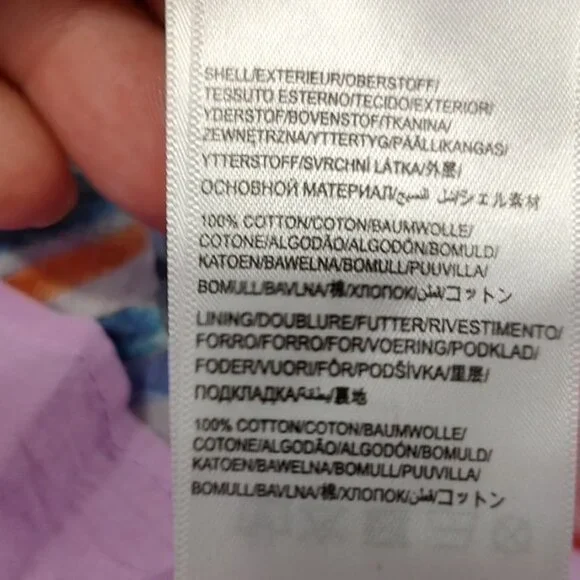 SHELL/EXTÉRIEUR/OBERSTOFF/
TESSUTO ESTERNO/TECIDO/EXTERIOR/
YDERSTOF/BOVENSTOF/TKANINA/
ZEWNĘTRZNA/YTTERTYG/PÄÄLLIKANGAS/
YTTERSTOFF/SVRCHNÍ LÁTKA/外层/
ОСНОВНОЙ МАТЕРИАЛ/シェル素材
100% COTTON/COTON/BAUMWOLLE/
COTONE/ALGODÃO/ALGODÓN/BOMULD/
KATOEN/BAWEŁNA/BOMULL/PUUVILLA/
BOMULL/BAVLNA/棉/ХЛОПОК/قطن/コットン
LINING/DOUBLURE/FUTTER/RIVESTIMENTO/
FORRO/FORRO/FOR/VOERING/PODKLAD/
FODER/VUORI/FÔR/PODŠÍVKA/里层/
ПОДКЛАДКА/بطانة/裏地
100% COTTON/COTON/BAUMWOLLE/
COTONE/ALGODÃO/ALGODÓN/BOMULD/
KATOEN/BAWEŁNA/BOMULL/PUUVILLA/
BOMULL/BAVLNA/棉/ХЛОПОК/قطن/コットン